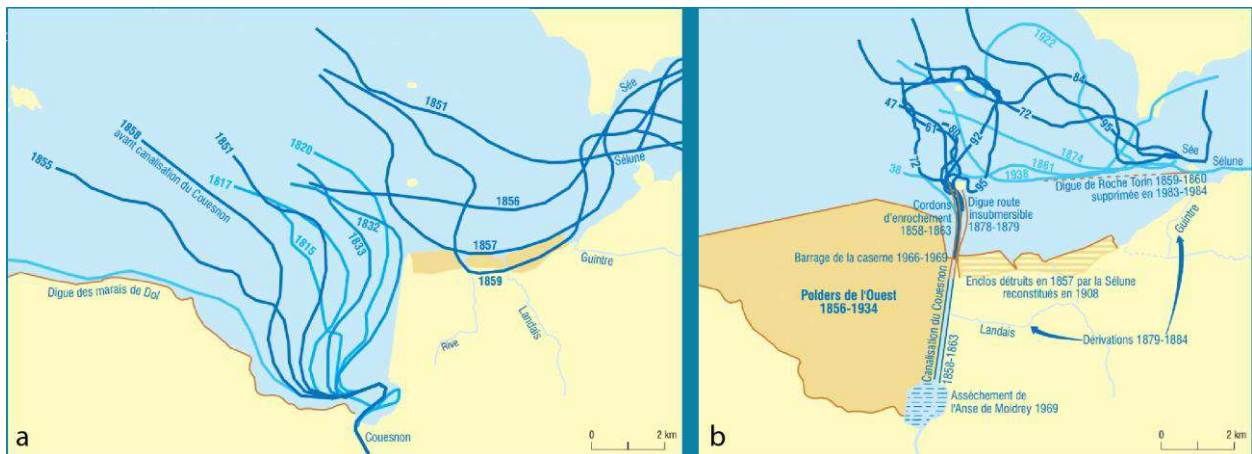 1851
Sée
Sélune
1858
avant canalisation du Couesnon
1851
1820
1855
1817
1856
1832
1815
1833
1857
1859
Guintre
Digue des marais de Dol
Landais
Rive
Couesnon
a
0 2 km
1922
84
47
72
61
80
95
92
Sée
72
1874
Sélune
1861
38
1938
95
Digue de Roche Torin 1859-1860
supprimée en 1983-1984
Cordons
d'enrochement
1858-1863
Digue route
insubmersible
1878-1879
Guintre
Barrage de la caserne 1966-1969
Enclos détruits en 1857 par la Sélune
reconstitués en 1908
Polders de l'Ouest
1856-1934
Canalisation du Couesnon
1858-1863
Landais
Dérivations 1879-1884
Assèchement de
l'Anse de Moidrey 1969
b
0 2 km